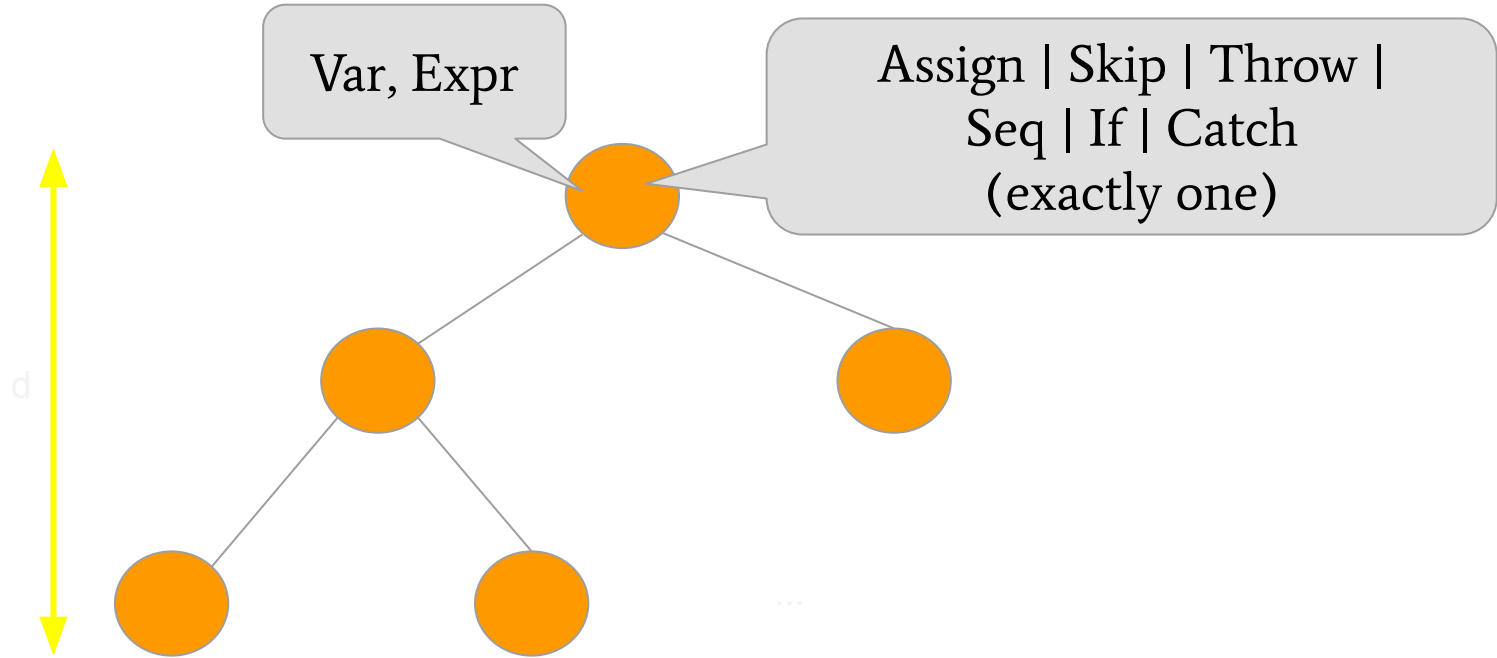 Var, Expr
Assign | Skip | Throw |
Seq | If | Catch
(exactly one)
d
...